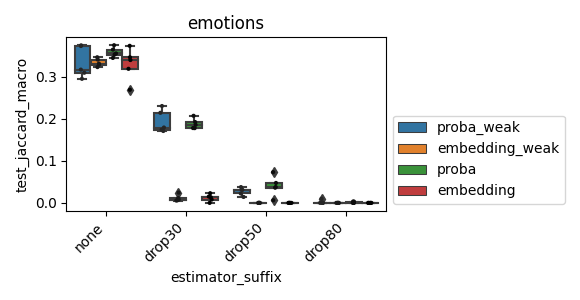 emotions
test_jaccard_macro
0.3
0.2
0.1
0.0
none
drop30
drop50
drop80
estimator_suffix
proba_weak
embedding_weak
proba
embedding